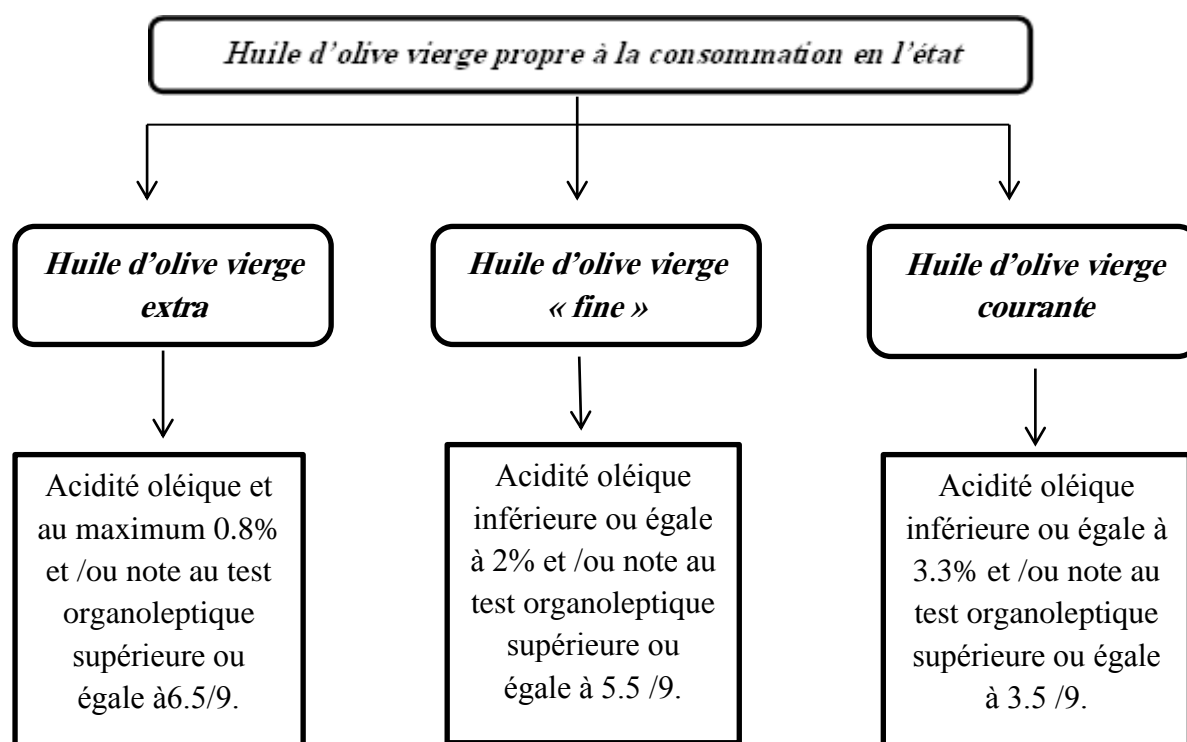 Huile d’olive vierge propre à la consommation en l’état
Huile d’olive vierge
extra
Huile d’olive vierge
« fine »
Huile d’olive vierge
courante
Acidité oléique et
au maximum 0.8%
et /ou note au test
organoleptique
supérieure ou
égale à6.5/9.
Acidité oléique
inférieure ou égale
à 2% et /ou note au
test organoleptique
supérieure ou
égale à 5.5 /9.
Acidité oléique
inférieure ou égale à
3.3% et /ou note au
test organoleptique
supérieure ou égale
à 3.5 /9.